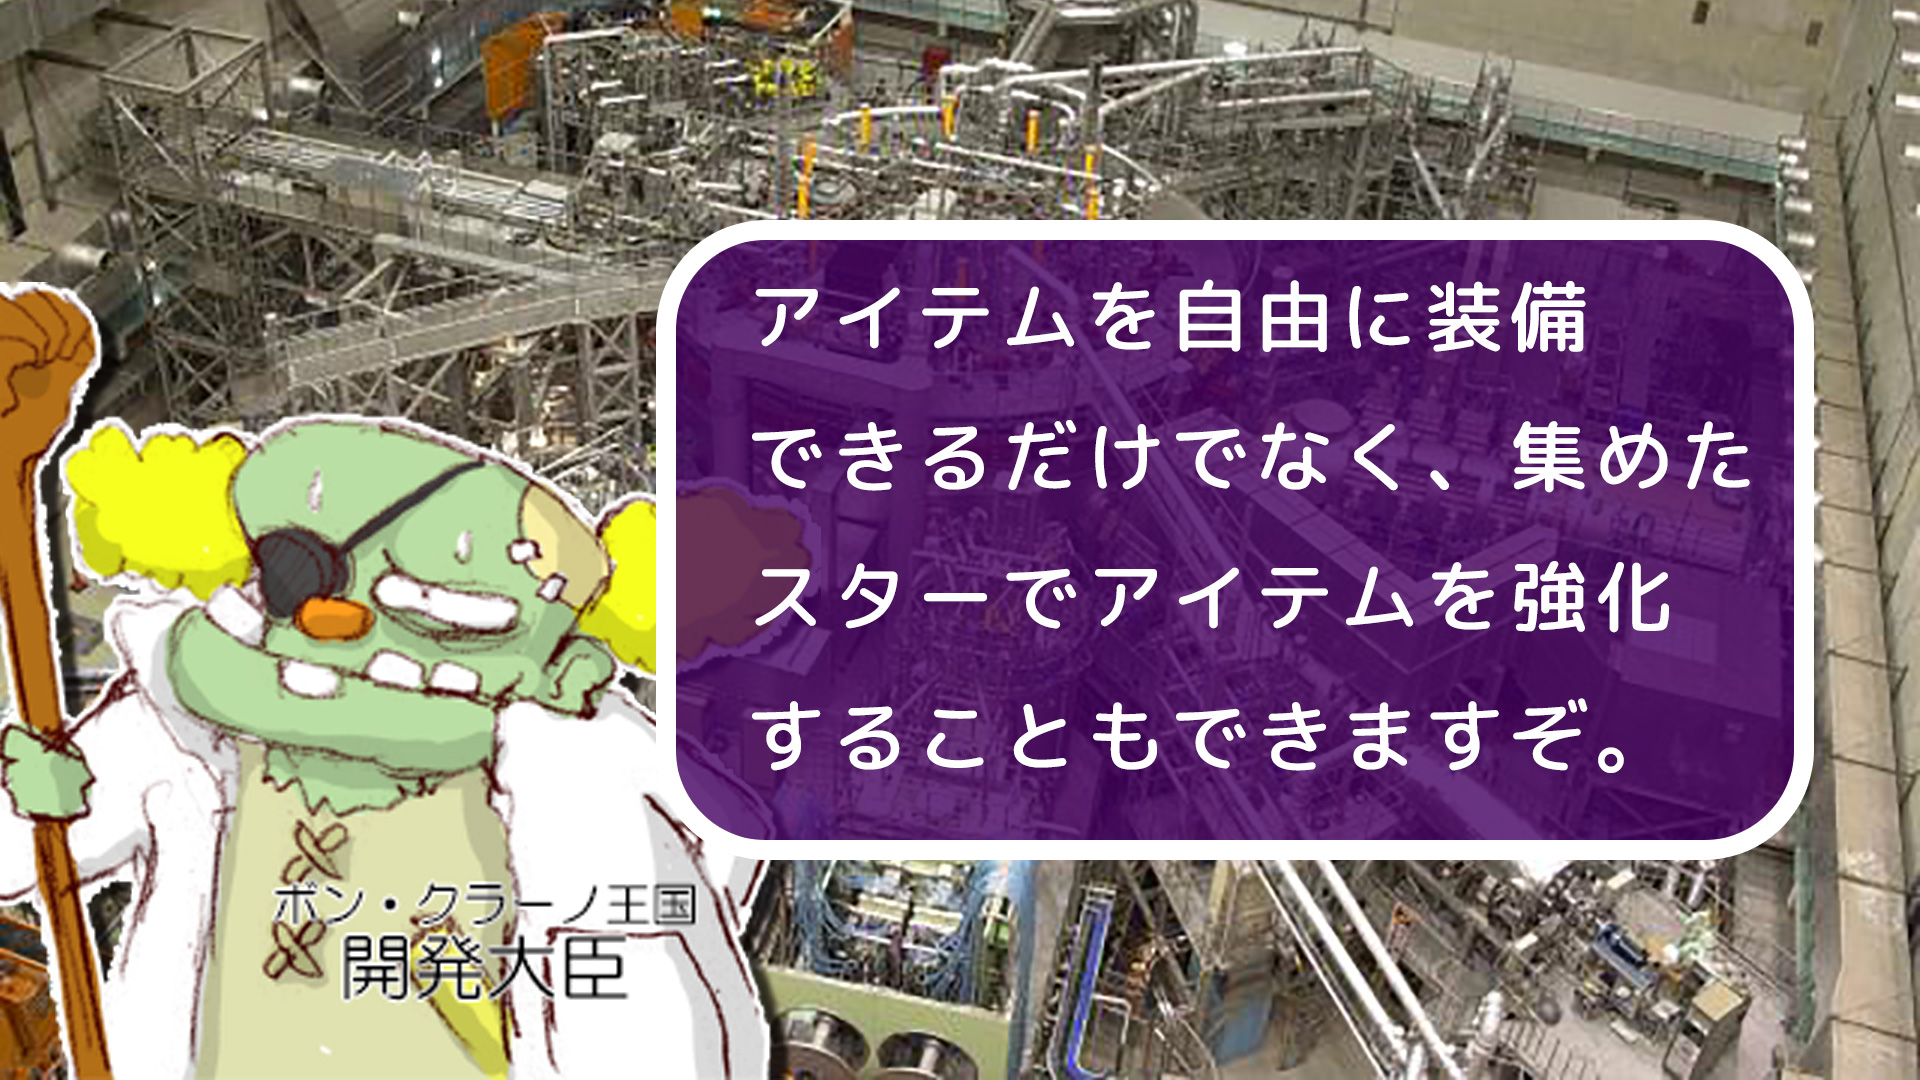 アイテムを自由に装備
できるだけでなく、集めた
スターでアイテムを強化
することもできますぞ。
ボン・クラーノ王国
開発大臣